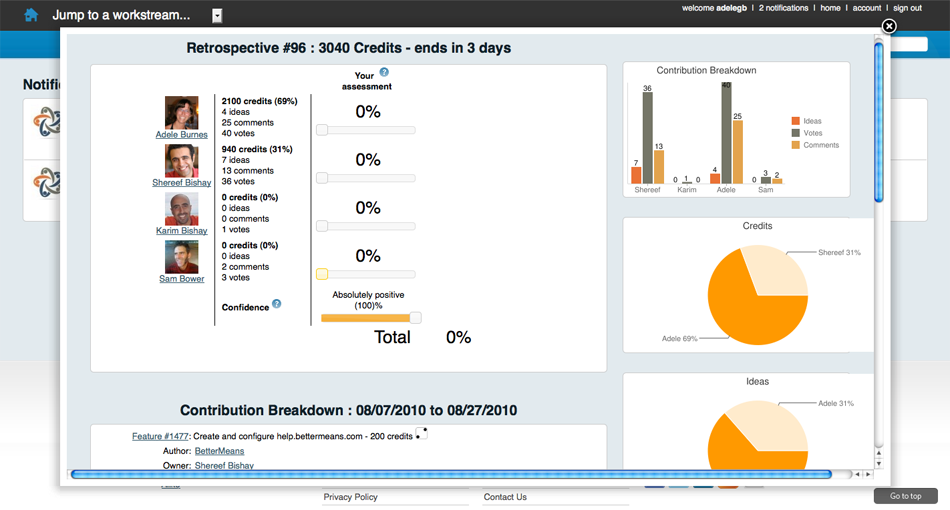 Jump to a workstream...
welcome adelegb | 2 notifications | home | account | sign out
Notifi
Retrospective #96 : 3040 Credits - ends in 3 days
Your
assessment
2100 credits (69%)
4 ideas
25 comments
40 votes
Adele Burnes
0%
940 credits (31%)
7 ideas
13 comments
36 votes
Shereef Bishay
0%
0 credits (0%)
0 ideas
0 comments
1 votes
Karim Bishay
0%
0 credits (0%)
0 ideas
2 comments
3 votes
Sam Bower
0%
Confidence
Absolutely positive
(100)%
Total 0%
Contribution Breakdown
36
40
25
13
7
4
0 1 0
0 3 2
Shereef Karim Adele Sam
Ideas
Votes
Comments
Credits
Shereef 31%
Adele 69%
Ideas
Adele 31%
Contribution Breakdown : 08/07/2010 to 08/27/2010
Feature #1477: Create and configure help.bettermeans.com - 200 credits
Author: BetterMeans
Owner: Shereef Bishay
Privacy Policy
Contact Us
Go to top